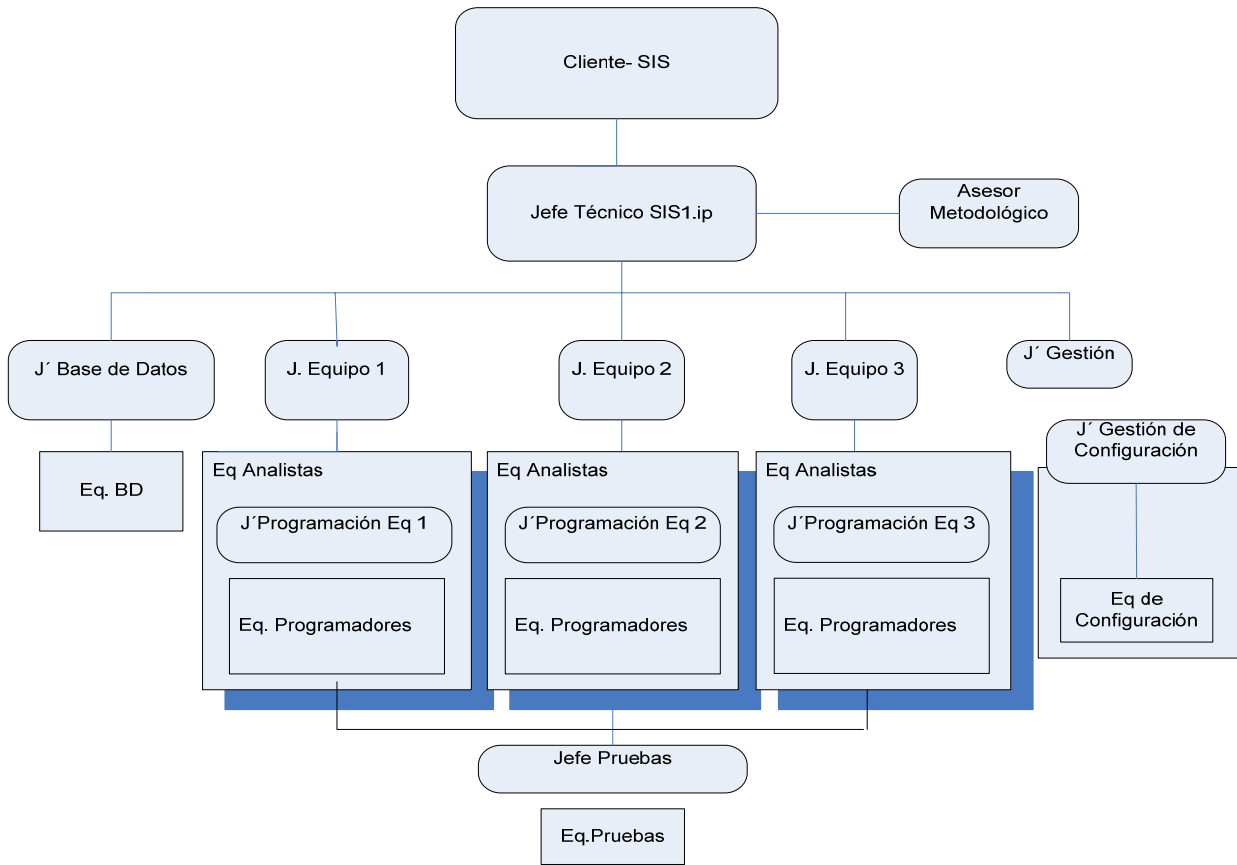 Cliente- SIS
Jefe Técnico SIS1.ip
Asesor
Metodológico
J´ Base de Datos
J. Equipo 1
J. Equipo 2
J. Equipo 3
J´ Gestión
Eq. BD
Eq Analistas
J´Programación Eq 1
Eq. Programadores
Eq Analistas
J´Programación Eq 2
Eq. Programadores
Eq Analistas
J´Programación Eq 3
Eq. Programadores
J´ Gestión de
Configuración
Eq de
Configuración
Jefe Pruebas
Eq.Pruebas